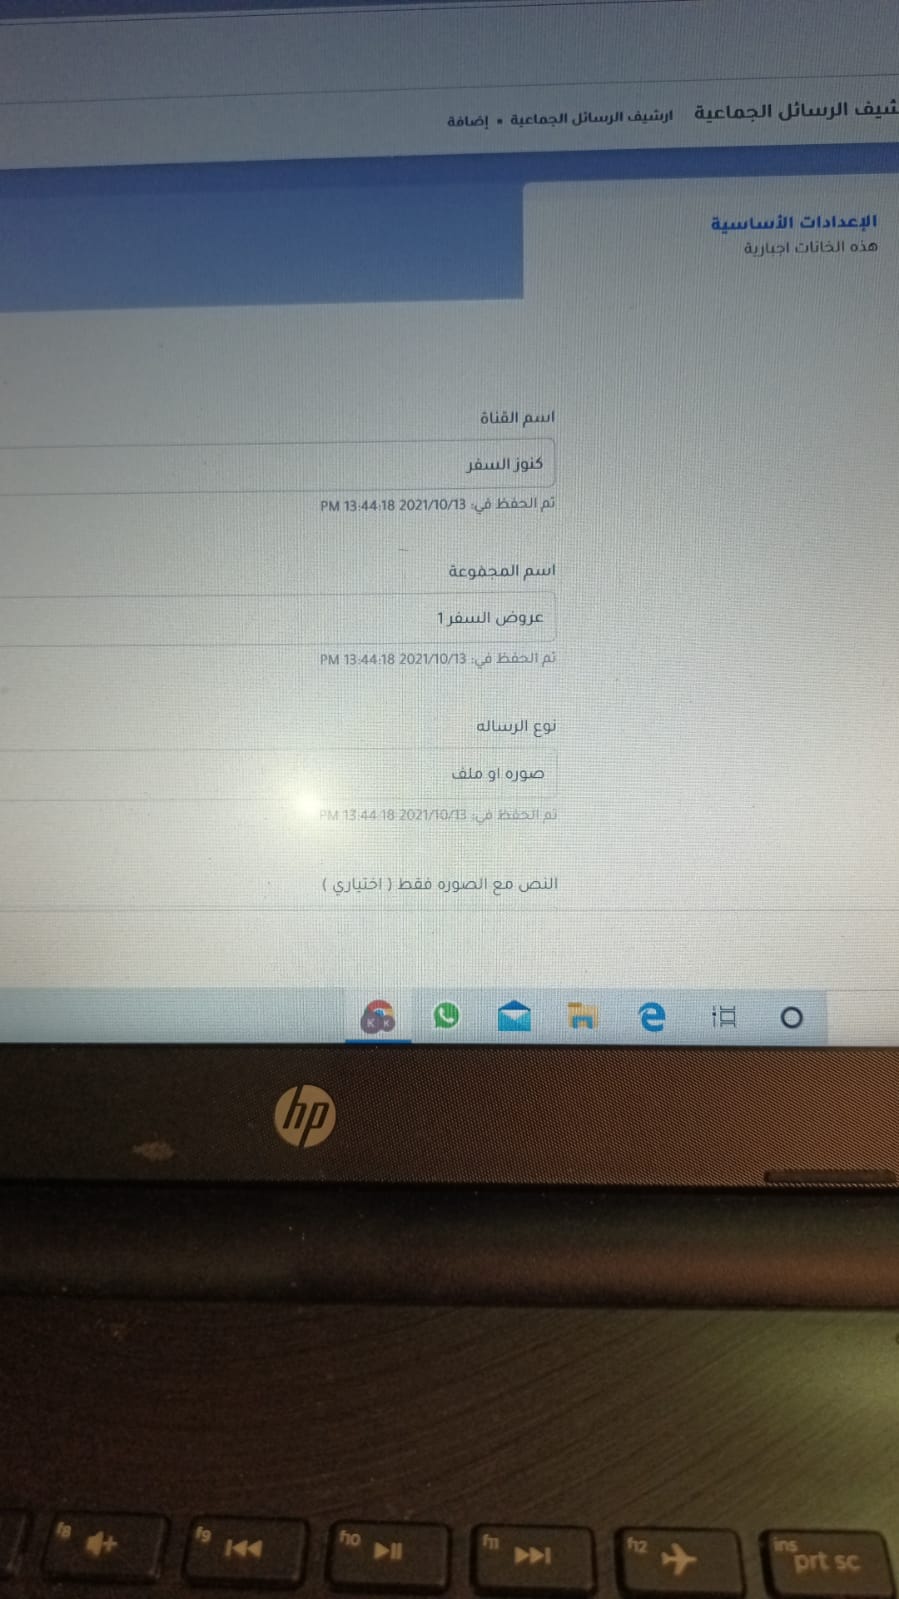 شيف الرسائل الجماعية ارشيف الرسائل الجماعية • إضافة
الإعدادات الأساسية
هذه الخانات اجبارية
اسم القناة
كنوز السفر
تم الحفظ في: 2021/10/13 13:44:18 PM
اسم المجموعة
عروض السفر 1
تم الحفظ في: 2021/10/13 13:44:18 PM
نوع الرساله
صوره او ملف
تم الحفظ في: 2021/10/13 13:44:18 PM
النص مع الصوره فقط ( اختياري )
K K
hp
f8 f9 f10 f11 f12 ins prt sc